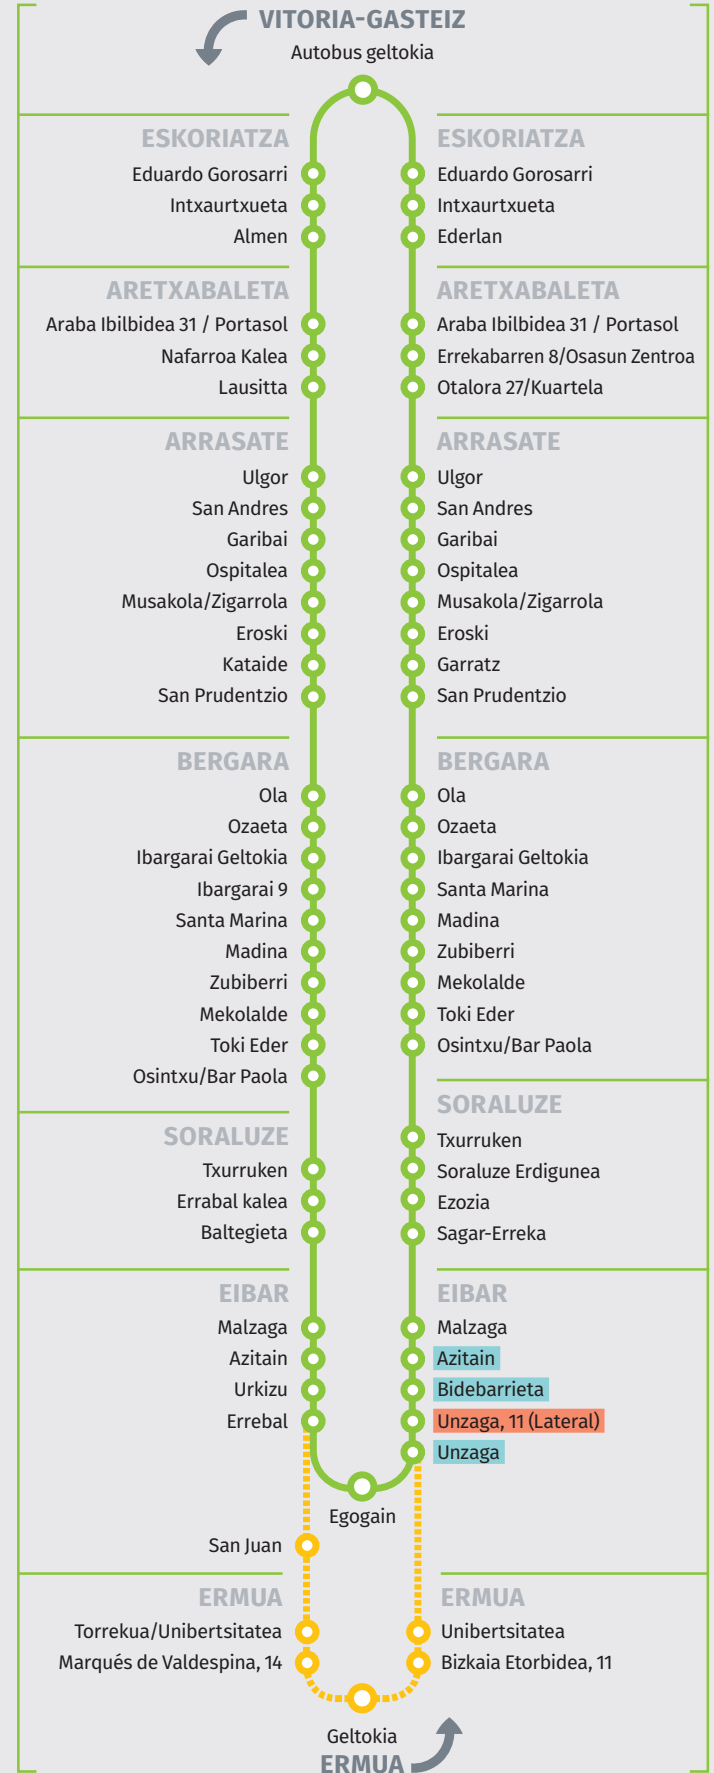 VITORIA-GASTEIZ
Autobus geltokia
ESKORIATZA
Eduardo Gorosarri
Intxaurtxueta
Almen
ARETXABALETA
Araba Ibilbidea 31 / Portasol
Nafarroa Kalea
Lausitta
ARRASATE
Ulgor
San Andres
Garibai
Ospitalea
Musakola/Zigarrola
Eroski
Kataide
San Prudentzio
BERGARA
Ola
Ozaeta
Ibargarai Geltokia
Ibargarai 9
Santa Marina
Madina
Zubiberri
Mekolalde
Toki Eder
Osintxu/Bar Paola
SORALUZE
Txurruken
Errabal kalea
Baltegieta
EIBAR
Malzaga
Azitain
Urkizu
Errebal
ESKORIATZA
Eduardo Gorosarri
Intxaurtxueta
Ederlan
ARETXABALETA
Araba Ibilbidea 31 / Portasol
Errekabarren 8/Osasun Zentroa
Otalora 27/Kuartela
ARRASATE
Ulgor
San Andres
Garibai
Ospitalea
Musakola/Zigarrola
Eroski
Garratz
San Prudentzio
BERGARA
Ola
Ozaeta
Ibargarai Geltokia
Santa Marina
Madina
Zubiberri
Mekolalde
Toki Eder
Osintxu/Bar Paola
SORALUZE
Txurruken
Soraluze Erdigunea
Ezozia
Sagar-Erreka
EIBAR
Malzaga
Azitain
Bidebarrieta
Unzaga, 11 (Lateral)
Unzaga
Egogain
San Juan
ERMUA
Torrekua/Unibertsitatea
Marqués de Valdespina, 14
ERMUA
Unibertsitatea
Bizkaia Etorbidea, 11
Geltokia
ERMUA